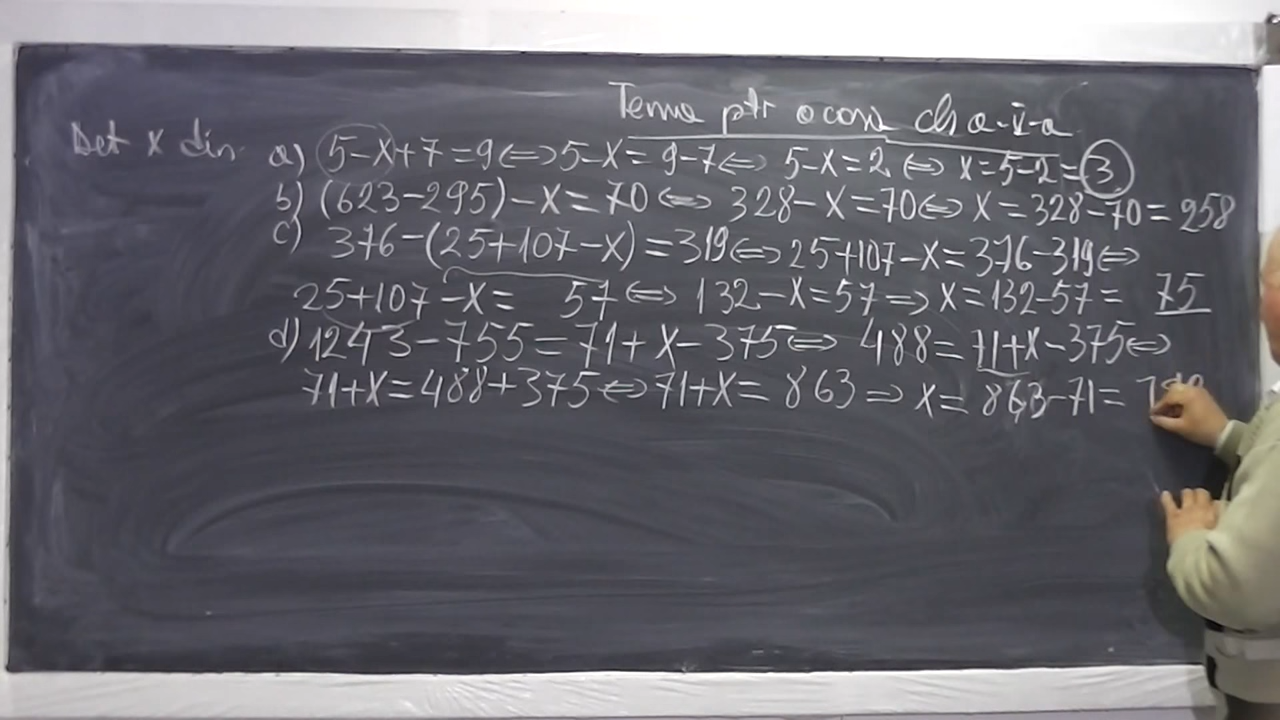 Tema ptr acasă cls a-V-a
Det x din a) 5-x+7=9⇔5-x=9-7⇔ 5-x=2 ⇔ x=5-2=3
b) (623-295)-x=70 ⇔ 328-x=70⇔x=328-70=258
c) 376-(25+107-x)=319⇔25+107-x=376-319⇔
25+107-x= 57⇔ 132-x=57⇒x=132-57= 75
d) 1243-755=71+x-375⇔ 488=71+x-375⇔
71+x=488+375⇔71+x= 863 ⇒ x= 863-71=